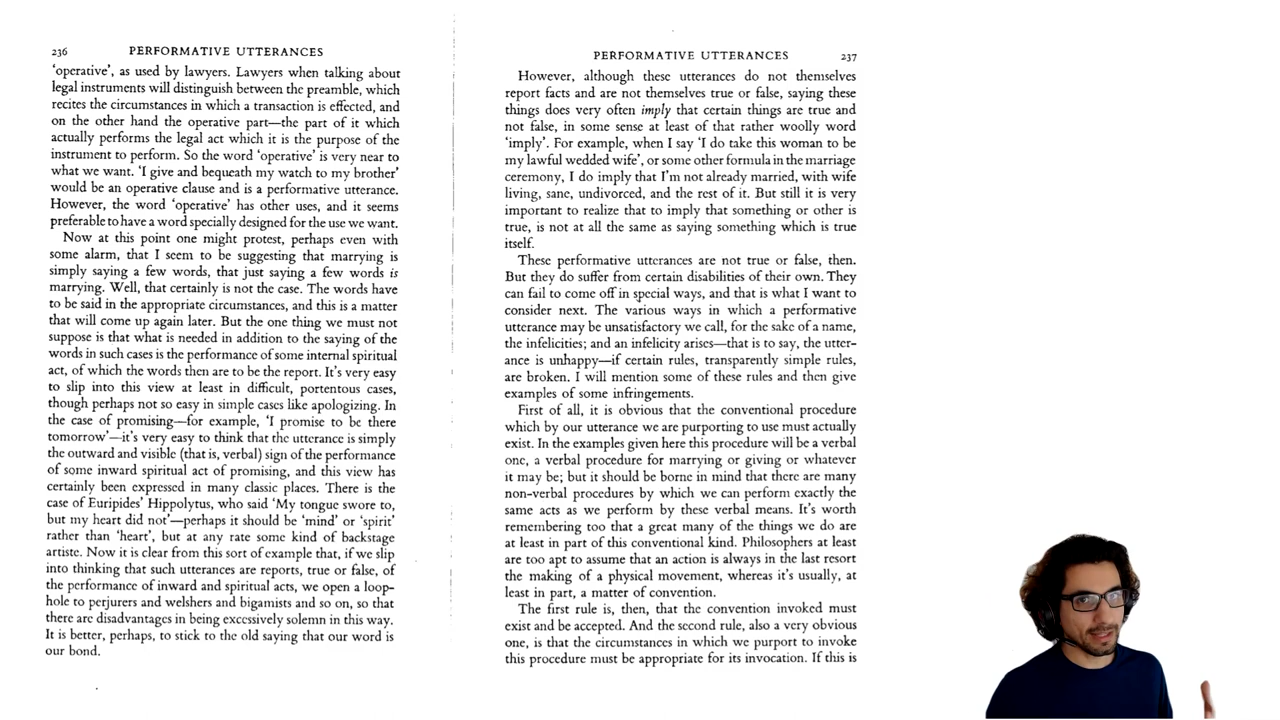 236 PERFORMATIVE UTTERANCES
'operative', as used by lawyers. Lawyers when talking about
legal instruments will distinguish between the preamble, which
recites the circumstances in which a transaction is effected, and
on the other hand the operative part—the part of it which
actually performs the legal act which it is the purpose of the
instrument to perform. So the word 'operative' is very near to
what we want. 'I give and bequeath my watch to my brother'
would be an operative clause and is a performative utterance.
However, the word 'operative' has other uses, and it seems
preferable to have a word specially designed for the use we want.
Now at this point one might protest, perhaps even with
some alarm, that I seem to be suggesting that marrying is
simply saying a few words, that just saying a few words is
marrying. Well, that certainly is not the case. The words have
to be said in the appropriate circumstances, and this is a matter
that will come up again later. But the one thing we must not
suppose is that what is needed in addition to the saying of the
words in such cases is the performance of some internal spiritual
act, of which the words then are to be the report. It's very easy
to slip into this view at least in difficult, portentous cases,
though perhaps not so easy in simple cases like apologizing. In
the case of promising—for example, 'I promise to be there
tomorrow'—it's very easy to think that the utterance is simply
the outward and visible (that is, verbal) sign of the performance
of some inward spiritual act of promising, and this view has
certainly been expressed in many classic places. There is the
case of Euripides' Hippolytus, who said 'My tongue swore to,
but my heart did not'—perhaps it should be 'mind' or 'spirit'
rather than 'heart', but at any rate some kind of backstage
artiste. Now it is clear from this sort of example that, if we slip
into thinking that such utterances are reports, true or false, of
the performance of inward and spiritual acts, we open a loop-
hole to perjurers and welshers and bigamists and so on, so that
there are disadvantages in being excessively solemn in this way.
It is better, perhaps, to stick to the old saying that our word is
our bond.
PERFORMATIVE UTTERANCES 237
However, although these utterances do not themselves
report facts and are not themselves true or false, saying these
things does very often imply that certain things are true and
not false, in some sense at least of that rather woolly word
'imply'. For example, when I say 'I do take this woman to be
my lawful wedded wife', or some other formula in the marriage
ceremony, I do imply that I'm not already married, with wife
living, sane, undivorced, and the rest of it. But still it is very
important to realize that to imply that something or other is
true, is not at all the same as saying something which is true
itself.
These performative utterances are not true or false, then.
But they do suffer from certain disabilities of their own. They
can fail to come off in special ways, and that is what I want to
consider next. The various ways in which a performative
utterance may be unsatisfactory we call, for the sake of a name,
the infelicities; and an infelicity arises—that is to say, the utter-
ance is unhappy—if certain rules, transparently simple rules,
are broken. I will mention some of these rules and then give
examples of some infringements.
First of all, it is obvious that the conventional procedure
which by our utterance we are purporting to use must actually
exist. In the examples given here this procedure will be a verbal
one, a verbal procedure for marrying or giving or whatever
it may be; but it should be borne in mind that there are many
non-verbal procedures by which we can perform exactly the
same acts as we perform by these verbal means. It's worth
remembering too that a great many of the things we do are
at least in part of this conventional kind. Philosophers at least
are too apt to assume that an action is always in the last resort
the making of a physical movement, whereas it's usually, at
least in part, a matter of convention.
The first rule is, then, that the convention invoked must
exist and be accepted. And the second rule, also a very obvious
one, is that the circumstances in which we purport to invoke
this procedure must be appropriate for its invocation. If this is